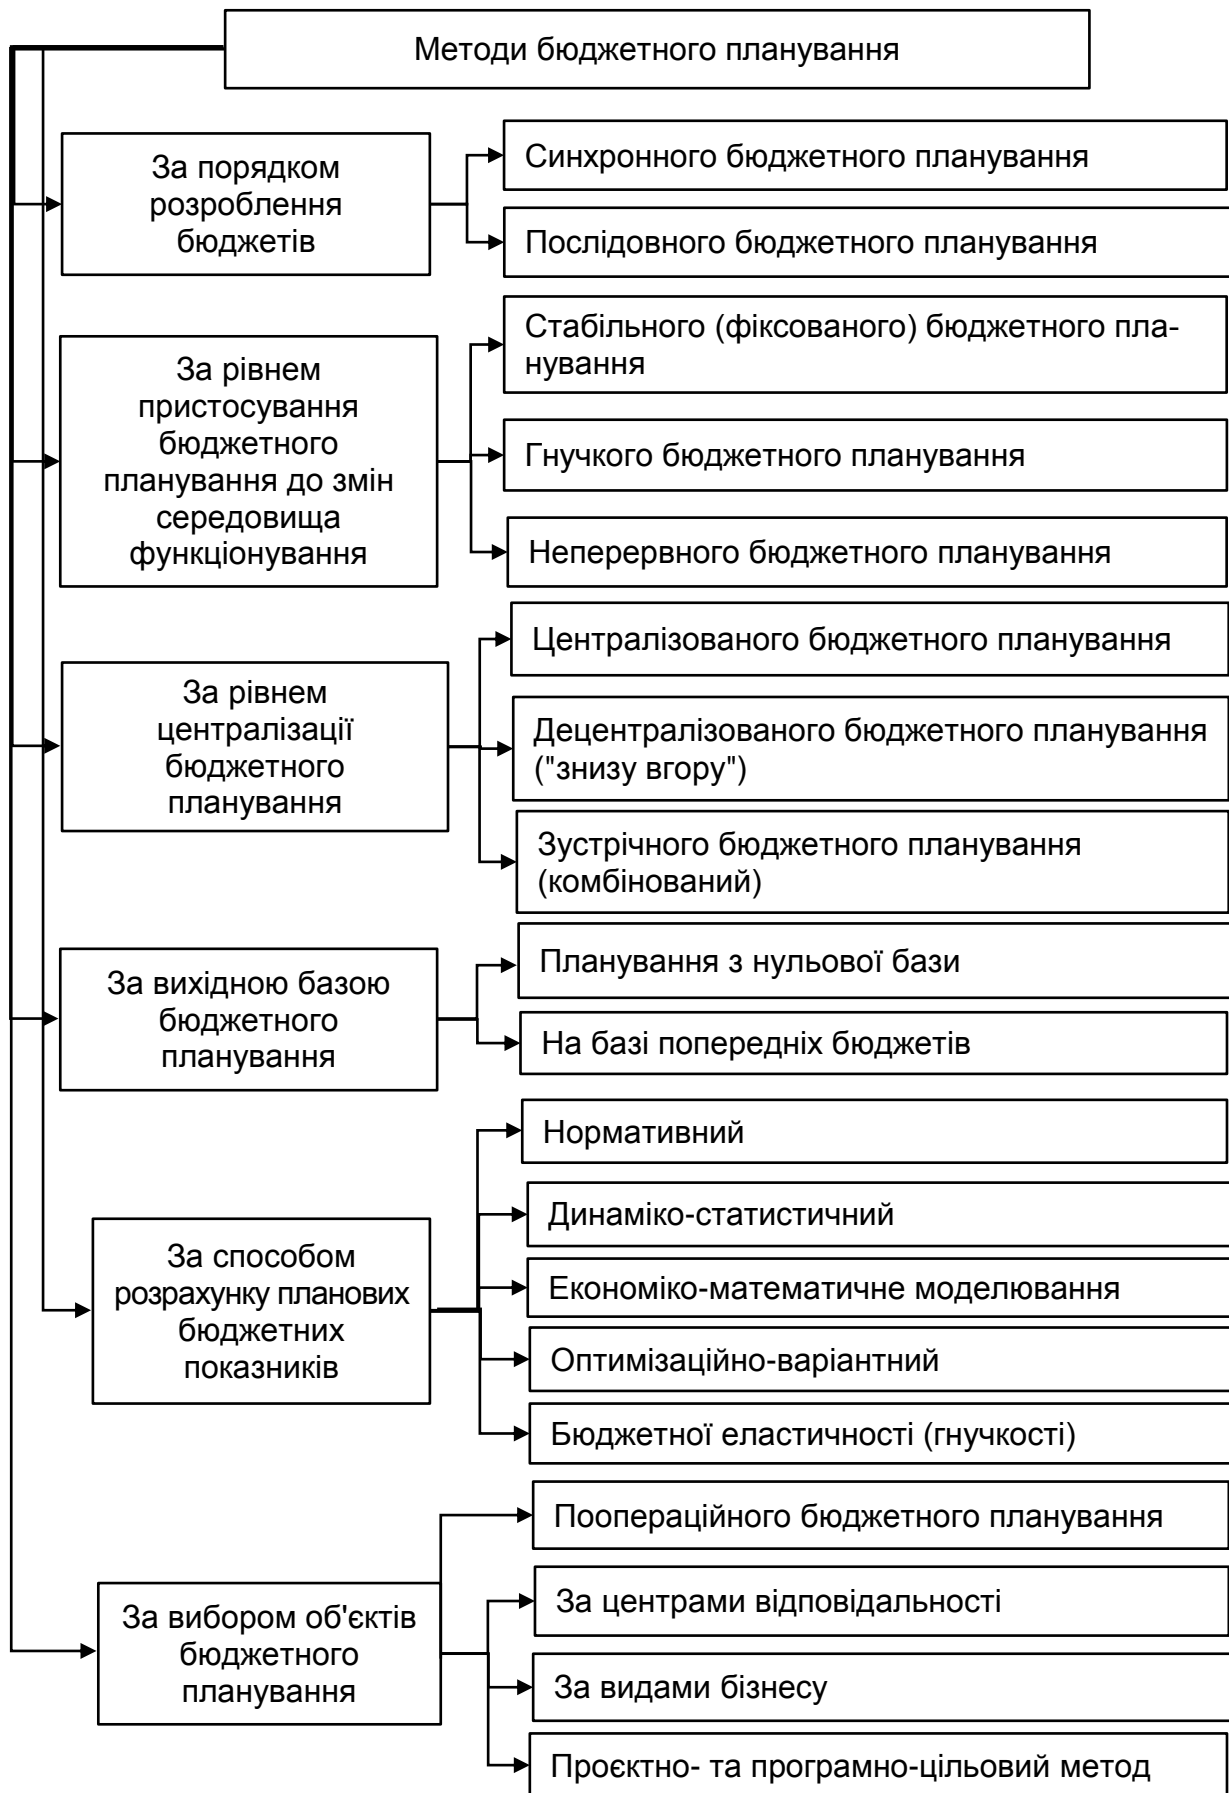 Методи бюджетного планування
За порядком
розроблення
бюджетів
Синхронного бюджетного планування
Послідовного бюджетного планування
За рівнем
пристосування
бюджетного
планування до змін
середовища
функціонування
Стабільного (фіксованого) бюджетного пла-
нування
Гнучкого бюджетного планування
Неперервного бюджетного планування
За рівнем
централізації
бюджетного
планування
Централізованого бюджетного планування
Децентралізованого бюджетного планування
("знизу вгору")
Зустрічного бюджетного планування
(комбінований)
За вихідною базою
бюджетного
планування
Планування з нульової бази
На базі попередніх бюджетів
За способом
розрахунку планових
бюджетних
показників
Нормативний
Динаміко-статистичний
Економіко-математичне моделювання
Оптимізаційно-варіантний
Бюджетної еластичності (гнучкості)
За вибором об'єктів
бюджетного
планування
Поопераційного бюджетного планування
За центрами відповідальності
За видами бізнесу
Проєктно- та програмно-цільовий метод